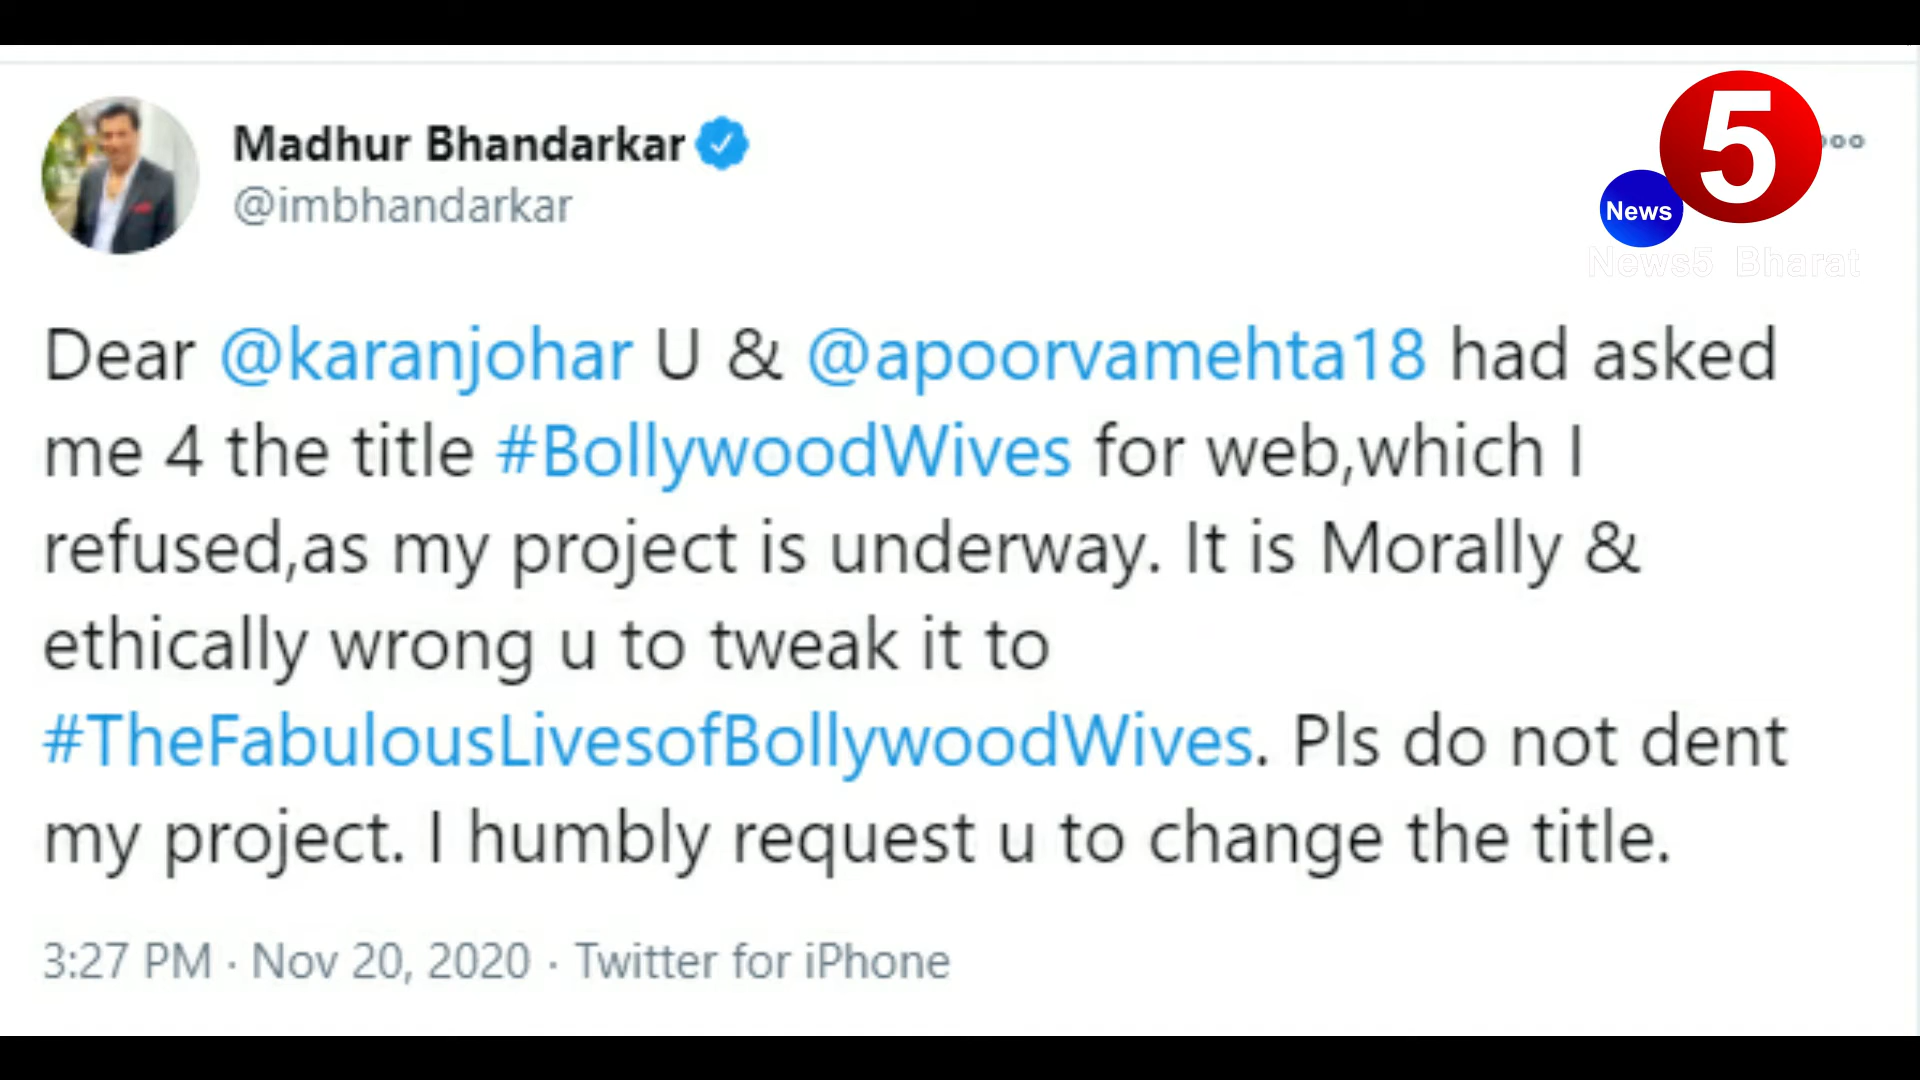 Madhur Bhandarkar
@imbhandarkar
5
News
News5 Bharat
Dear @karanjohar U & @apoorvamehta18 had asked
me 4 the title #BollywoodWives for web,which I
refused,as my project is underway. It is Morally &
ethically wrong u to tweak it to
#TheFabulousLivesofBollywoodWives. Pls do not dent
my project. I humbly request u to change the title.
3:27 PM · Nov 20, 2020 · Twitter for iPhone